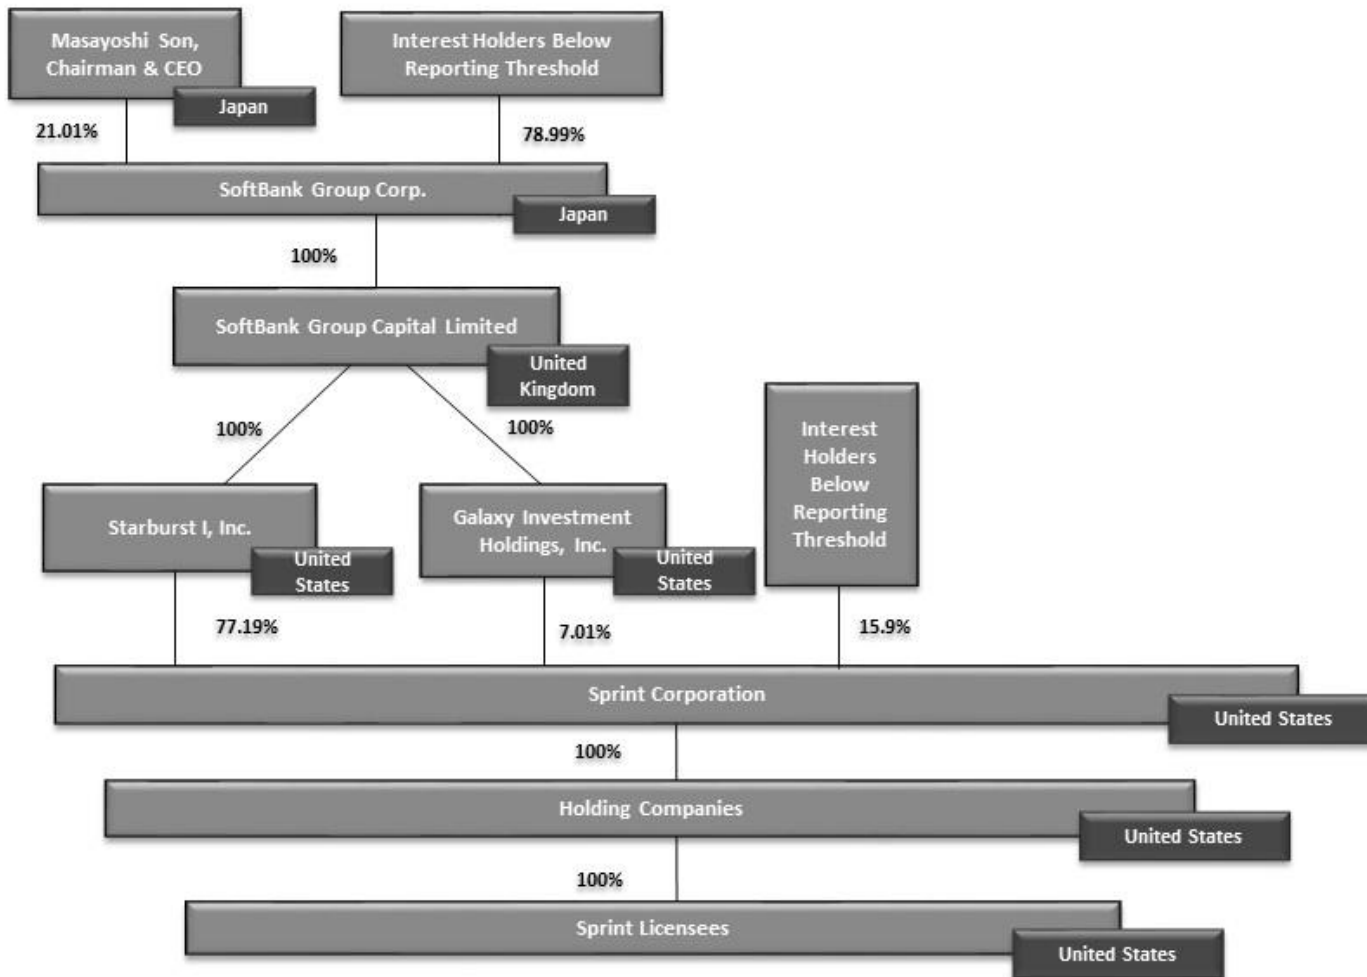 Masayoshi Son,
Chairman & CEO
Japan
Interest Holders Below
Reporting Threshold
21.01%
78.99%
SoftBank Group Corp.
Japan
100%
SoftBank Group Capital Limited
United
Kingdom
100%
100%
Starburst I, Inc.
United
States
Galaxy Investment
Holdings, Inc.
United
States
Interest
Holders
Below
Reporting
Threshold
77.19%
7.01%
15.9%
Sprint Corporation
United States
100%
Holding Companies
United States
100%
Sprint Licensees
United States